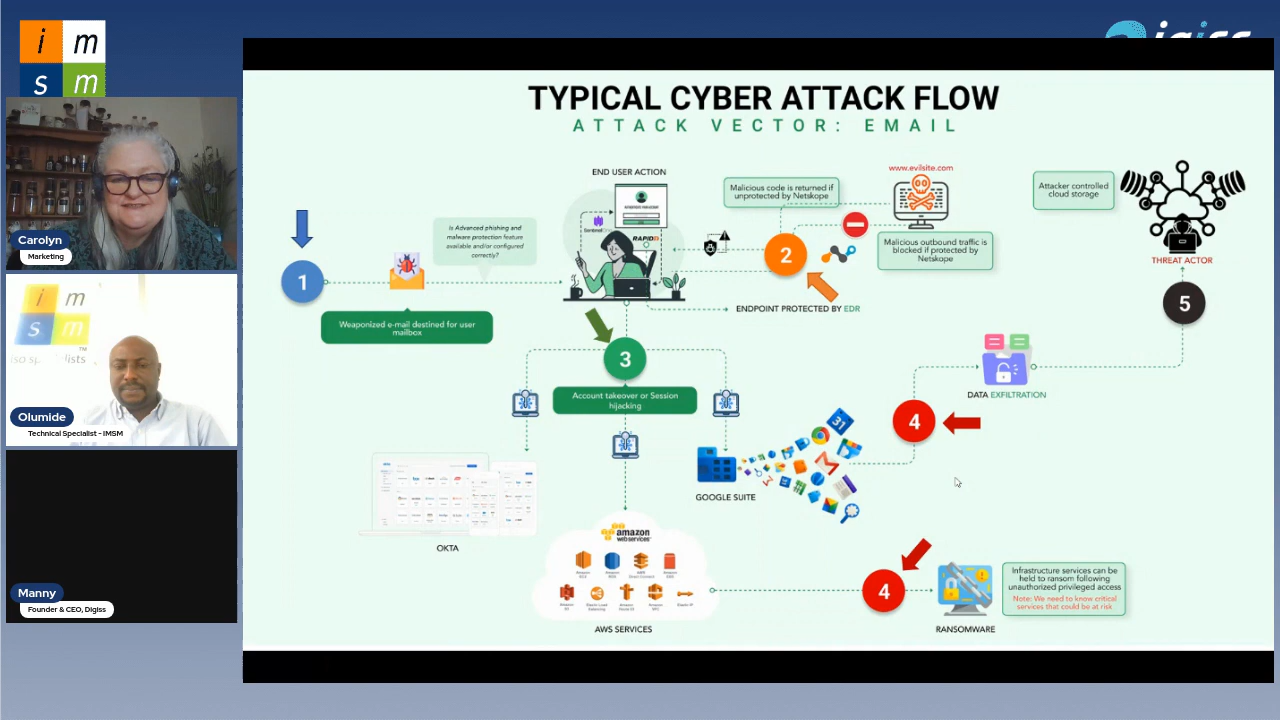 i m
s m
igiss
TYPICAL CYBER ATTACK FLOW
ATTACK VECTOR: EMAIL
END USER ACTION
www.evilsite.com
Malicious code is returned if
unprotected by Netskope
Attacker controlled
cloud storage
Is Advanced phishing and
malware protection feature
available and/or configured
correctly?
SentinelOne
RAPID7
Malicious outbound traffic is
blocked if protected by
Netskope
THREAT ACTOR
1
2
5
ENDPOINT PROTECTED BY EDR
Weaponized e-mail destined for user
mailbox
3
Account takeover or Session
hijacking
DATA EXFILTRATION
4
31
GOOGLE SUITE
OKTA
amazon
web services
AWS SERVICES
4
RANSOMWARE
Infrastructure services can be
held to ransom following
unauthorized privileged access
Note: We need to know critical
services that could be at risk
Carolyn
Marketing
i m
s m
TM
Olumide
Technical Specialist - IMSM
Manny
Founder & CEO, Digiss